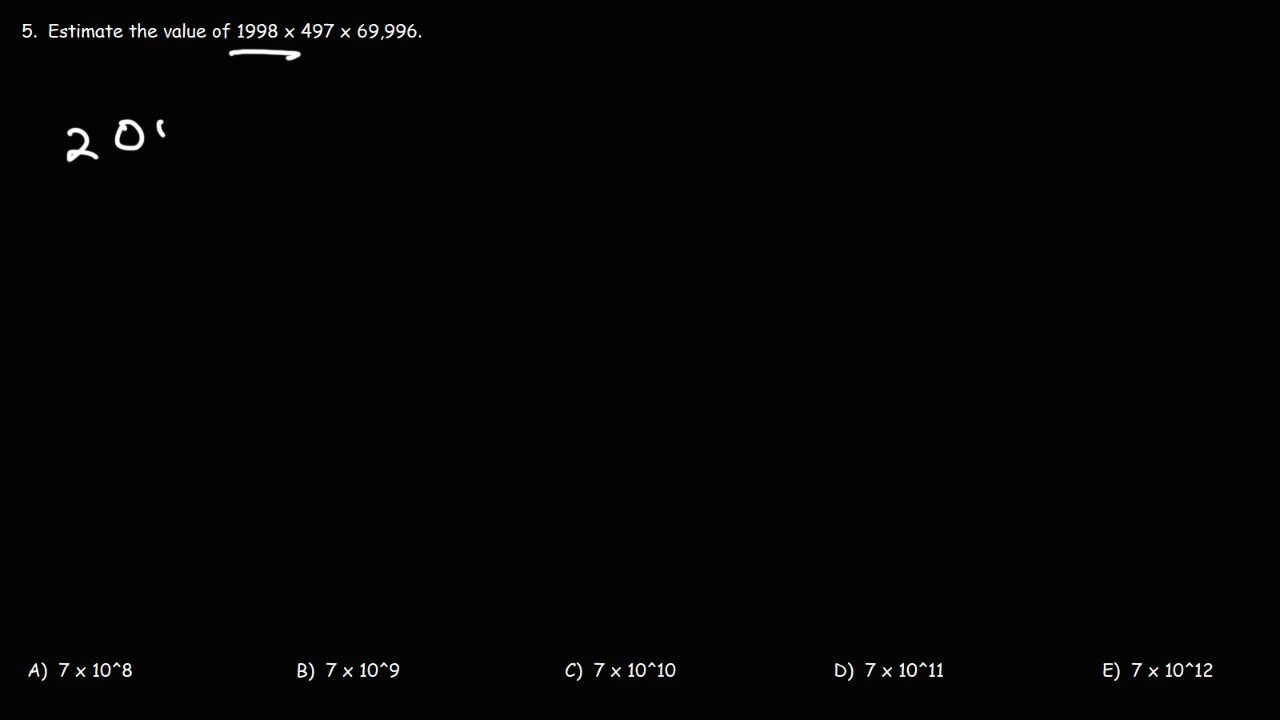 5. Estimate the value of 1998 x 497 x 69,996.
20
A) 7 x 10^8 B) 7 x 10^9 C) 7 x 10^10 D) 7 x 10^11 E) 7 x 10^12